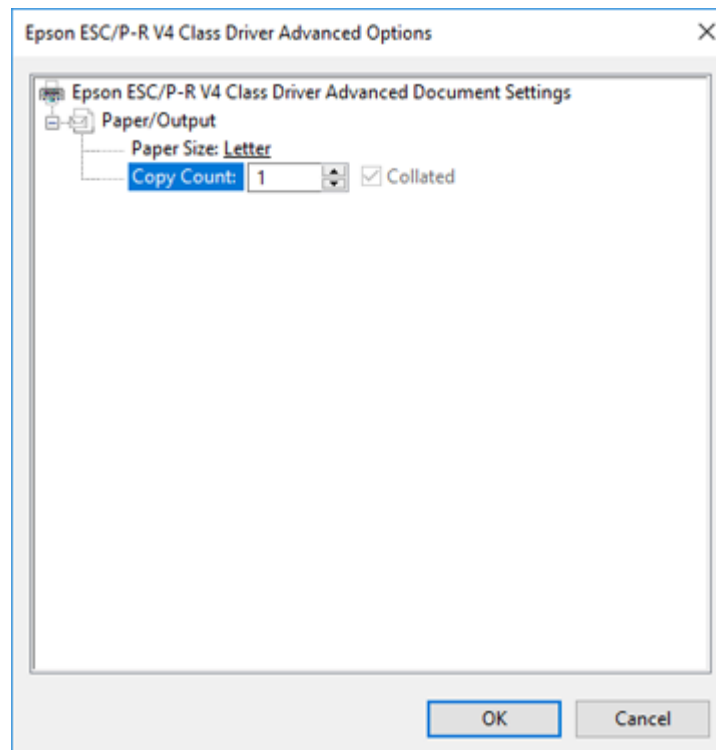 Epson ESC/P-R V4 Class Driver Advanced Options
Epson ESC/P-R V4 Class Driver Advanced Document Settings
Paper/Output
Paper Size: Letter
Copy Count: 1 Collated
OK Cancel